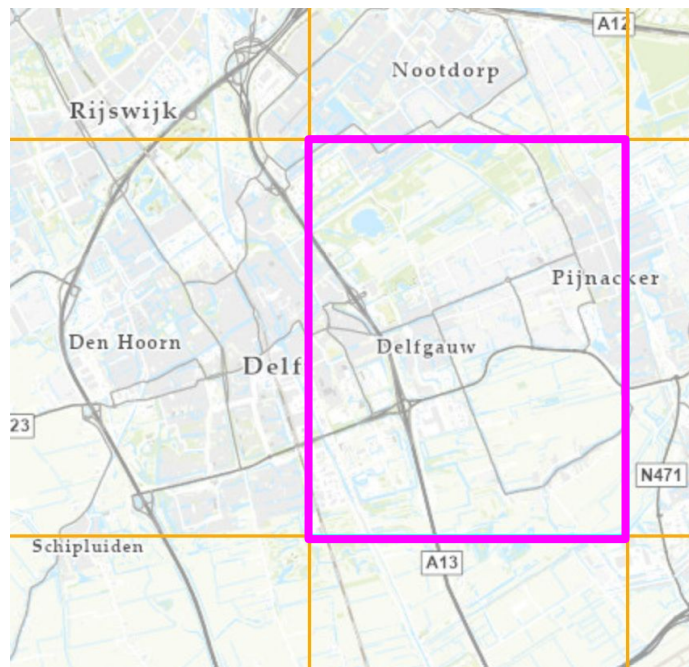 A12
Nootdorp
Rijswijk
Pijnacker
Den Hoorn
Delfgauw
Delf
23
N471
Schipluiden
A13